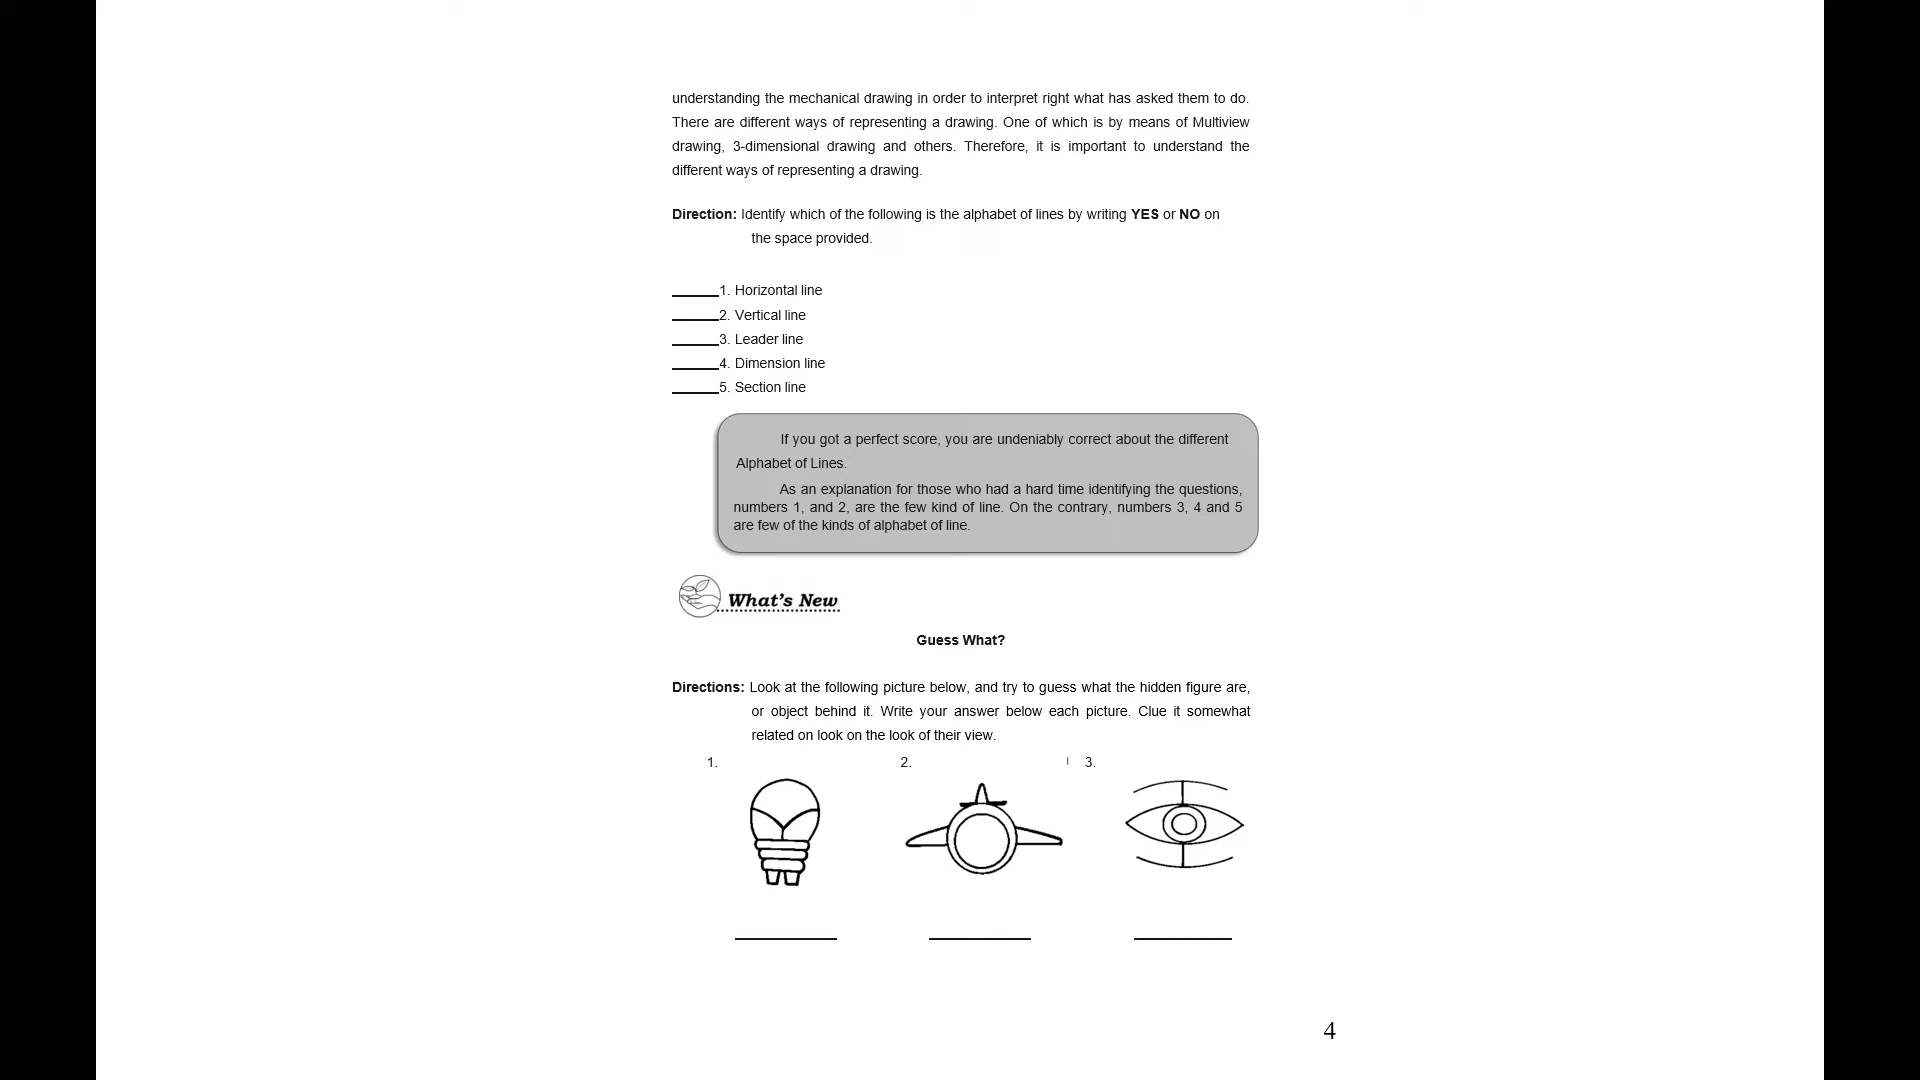 understanding the mechanical drawing in order to interpret right what has asked them to do.
There are different ways of representing a drawing. One of which is by means of Multiview
drawing, 3-dimensional drawing and others. Therefore, it is important to understand the
different ways of representing a drawing.
Direction: Identify which of the following is the alphabet of lines by writing YES or NO on
the space provided.
______1. Horizontal line
______2. Vertical line
______3. Leader line
______4. Dimension line
______5. Section line
If you got a perfect score, you are undeniably correct about the different
Alphabet of Lines.
As an explanation for those who had a hard time identifying the questions,
numbers 1, and 2, are the few kind of line. On the contrary, numbers 3, 4 and 5
are few of the kinds of alphabet of line.
What's New
Guess What?
Directions: Look at the following picture below, and try to guess what the hidden figure are,
or object behind it. Write your answer below each picture. Clue it somewhat
related on look on the look of their view.
1. 2. 3.
4